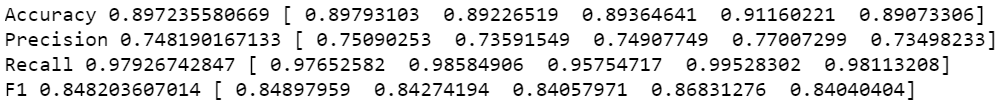 Accuracy 0.897235580669 [ 0.89793103 0.89226519 0.89364641 0.91160221 0.89073306]
Precision 0.748190167133 [ 0.75090253 0.73591549 0.74907749 0.77007299 0.73498233]
Recall 0.97926742847 [ 0.97652582 0.98584906 0.95754717 0.99528302 0.98113208]
F1 0.848203607014 [ 0.84897959 0.84274194 0.84057971 0.86831276 0.84040404]